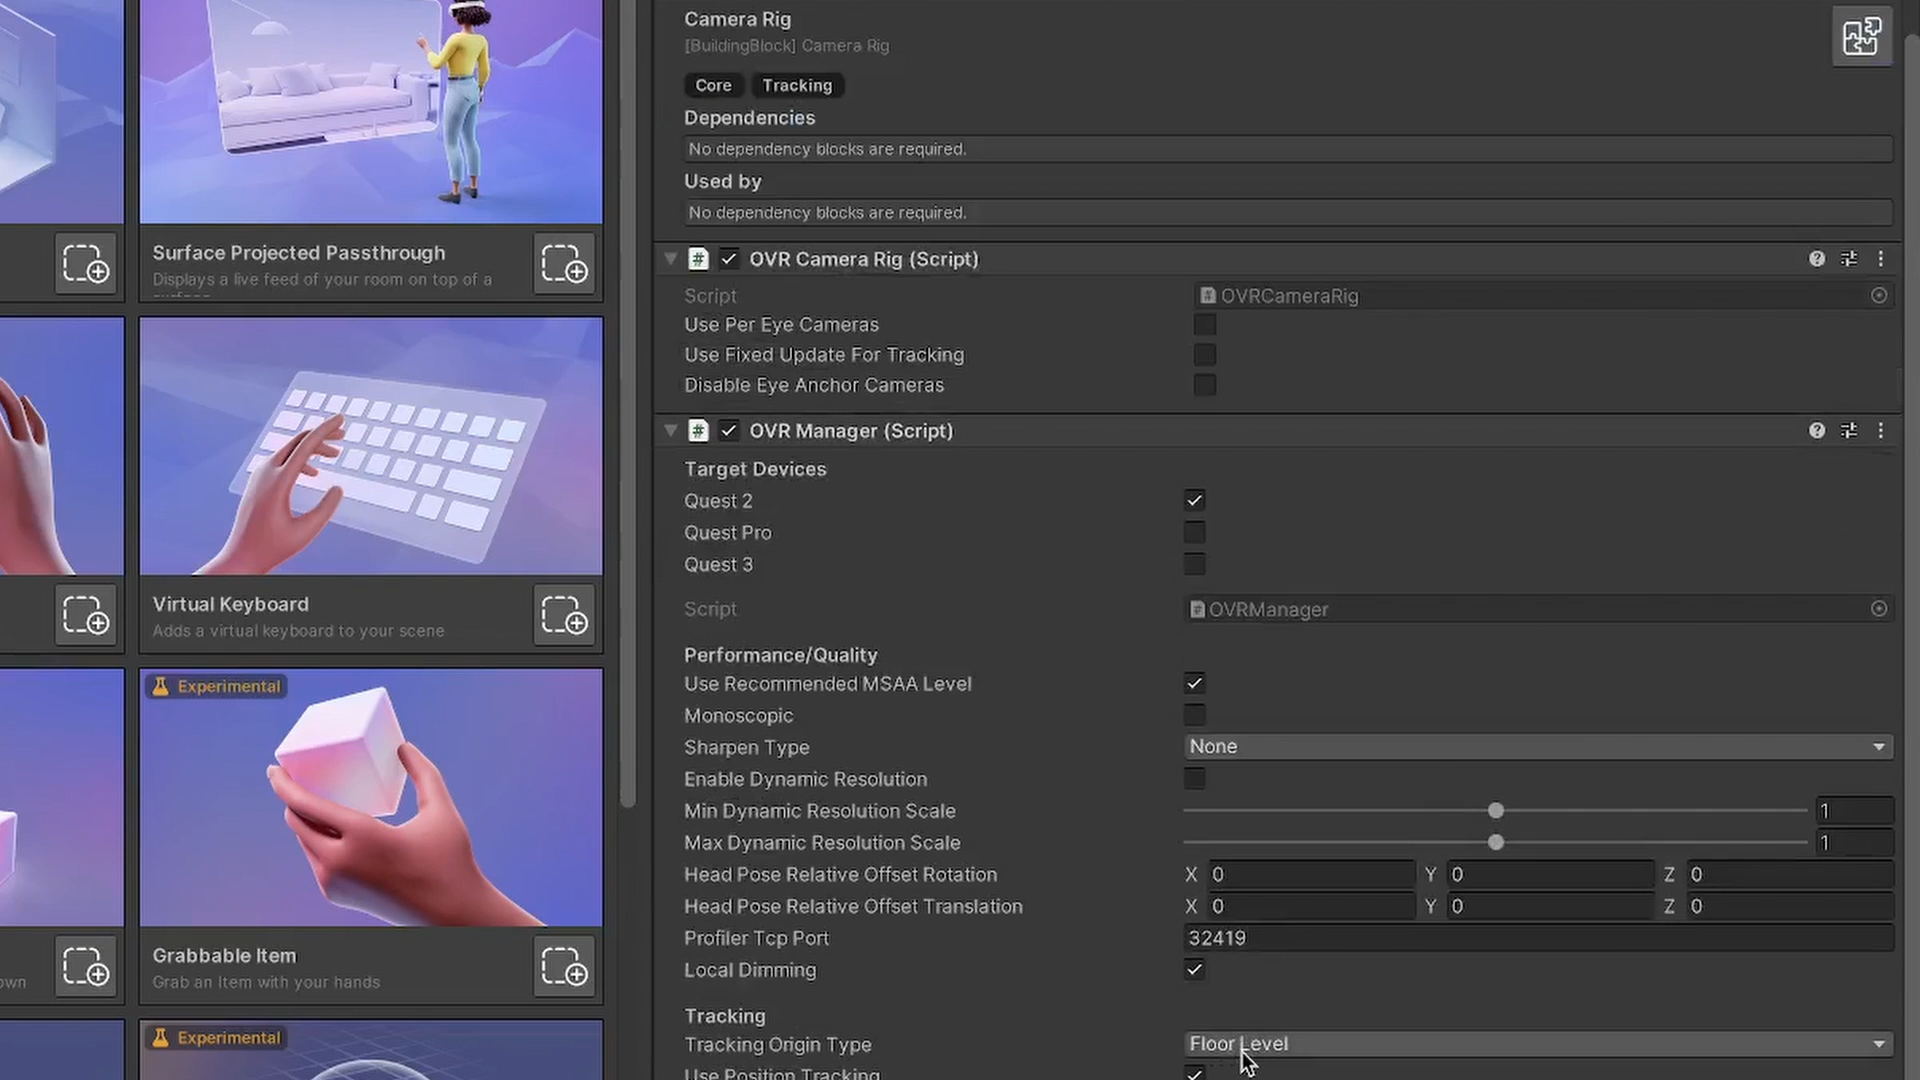 Surface Projected Passthrough
Displays a live feed of your room on top of a
Virtual Keyboard
Adds a virtual keyboard to your scene
Experimental
Grabbable Item
Grab an Item with your hands
own
Experimental
Camera Rig
[BuildingBlock] Camera Rig
Core Tracking
Dependencies
No dependency blocks are required.
Used by
No dependency blocks are required.
# OVR Camera Rig (Script)
Script # OVRCameraRig
Use Per Eye Cameras
Use Fixed Update For Tracking
Disable Eye Anchor Cameras
# OVR Manager (Script)
Target Devices
Quest 2
Quest Pro
Quest 3
Script # OVRManager
Performance/Quality
Use Recommended MSAA Level
Monoscopic
Sharpen Type None
Enable Dynamic Resolution
Min Dynamic Resolution Scale 1
Max Dynamic Resolution Scale 1
Head Pose Relative Offset Rotation X 0 Y 0 Z 0
Head Pose Relative Offset Translation X 0 Y 0 Z 0
Profiler Tcp Port 32419
Local Dimming
Tracking
Tracking Origin Type Floor Level
Use Position Tracking